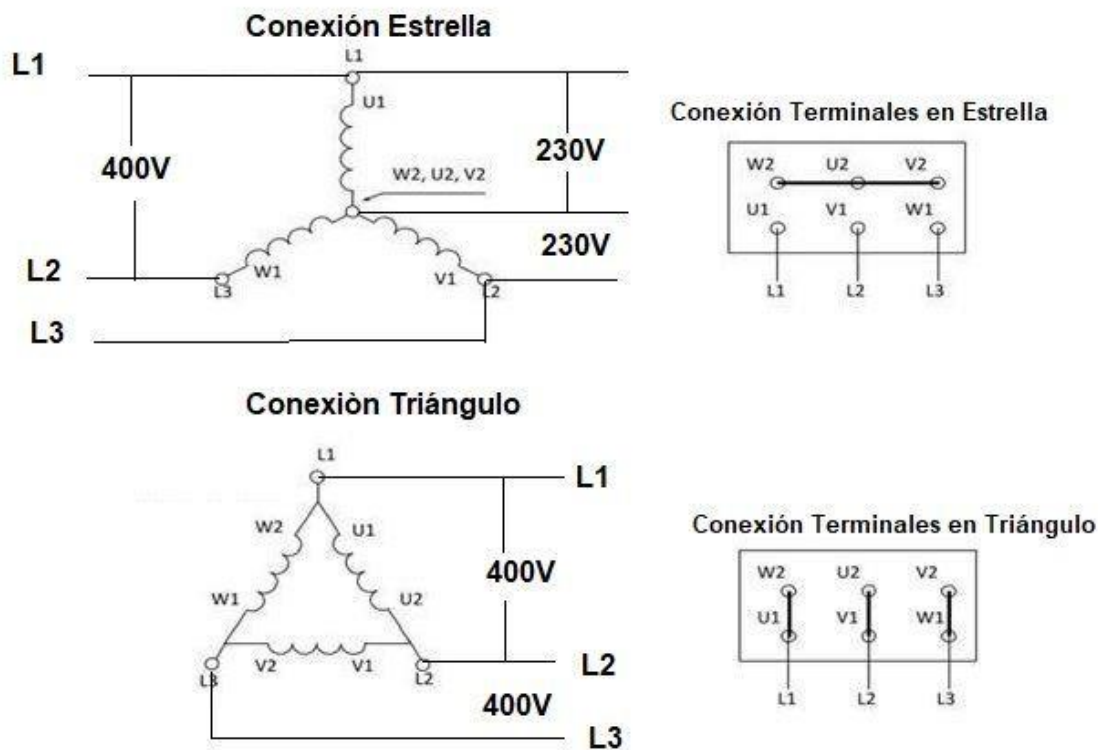 Conexión Estrella
L1
L1
U1
400V
230V
W2, U2, V2
230V
L2
W1
V1
L3
L2
L3
Conexión Terminales en Estrella
W2 U2 V2
U1 V1 W1
L1 L2 L3
Conexiòn Triángulo
L1
L1
W2 U1
400V
W1 U2
V2 V1
L3 L2
L2
400V
L3
Conexión Terminales en Triángulo
W2 U2 V2
U1 V1 W1
L1 L2 L3